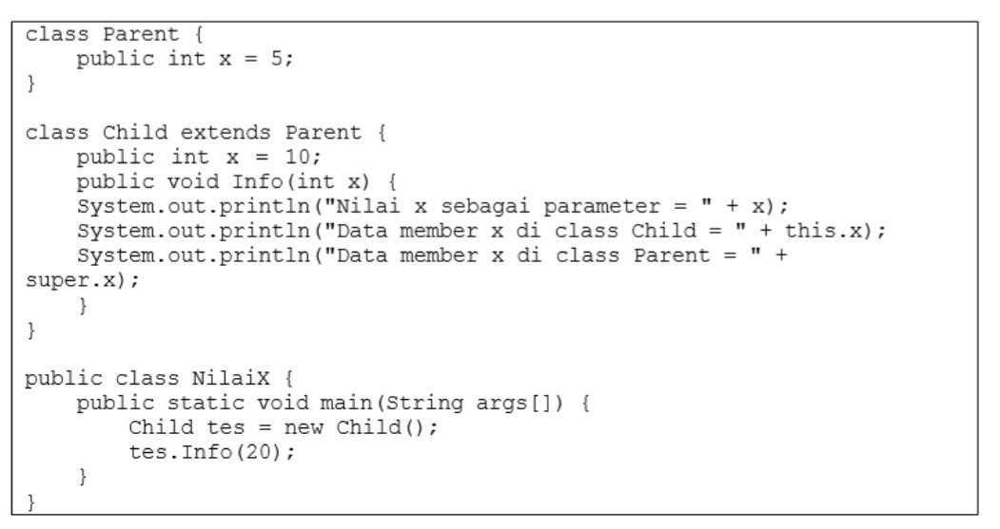 class Parent {
    public int x = 5;
}

class Child extends Parent {
    public int x = 10;
    public void Info(int x) {
    System.out.println("Nilai x sebagai parameter = " + x);
    System.out.println("Data member x di class Child = " + this.x);
    System.out.println("Data member x di class Parent = " +
super.x);
    }
}

public class NilaiX {
    public static void main(String args[]) {
        Child tes = new Child();
        tes.Info(20);
    }
}